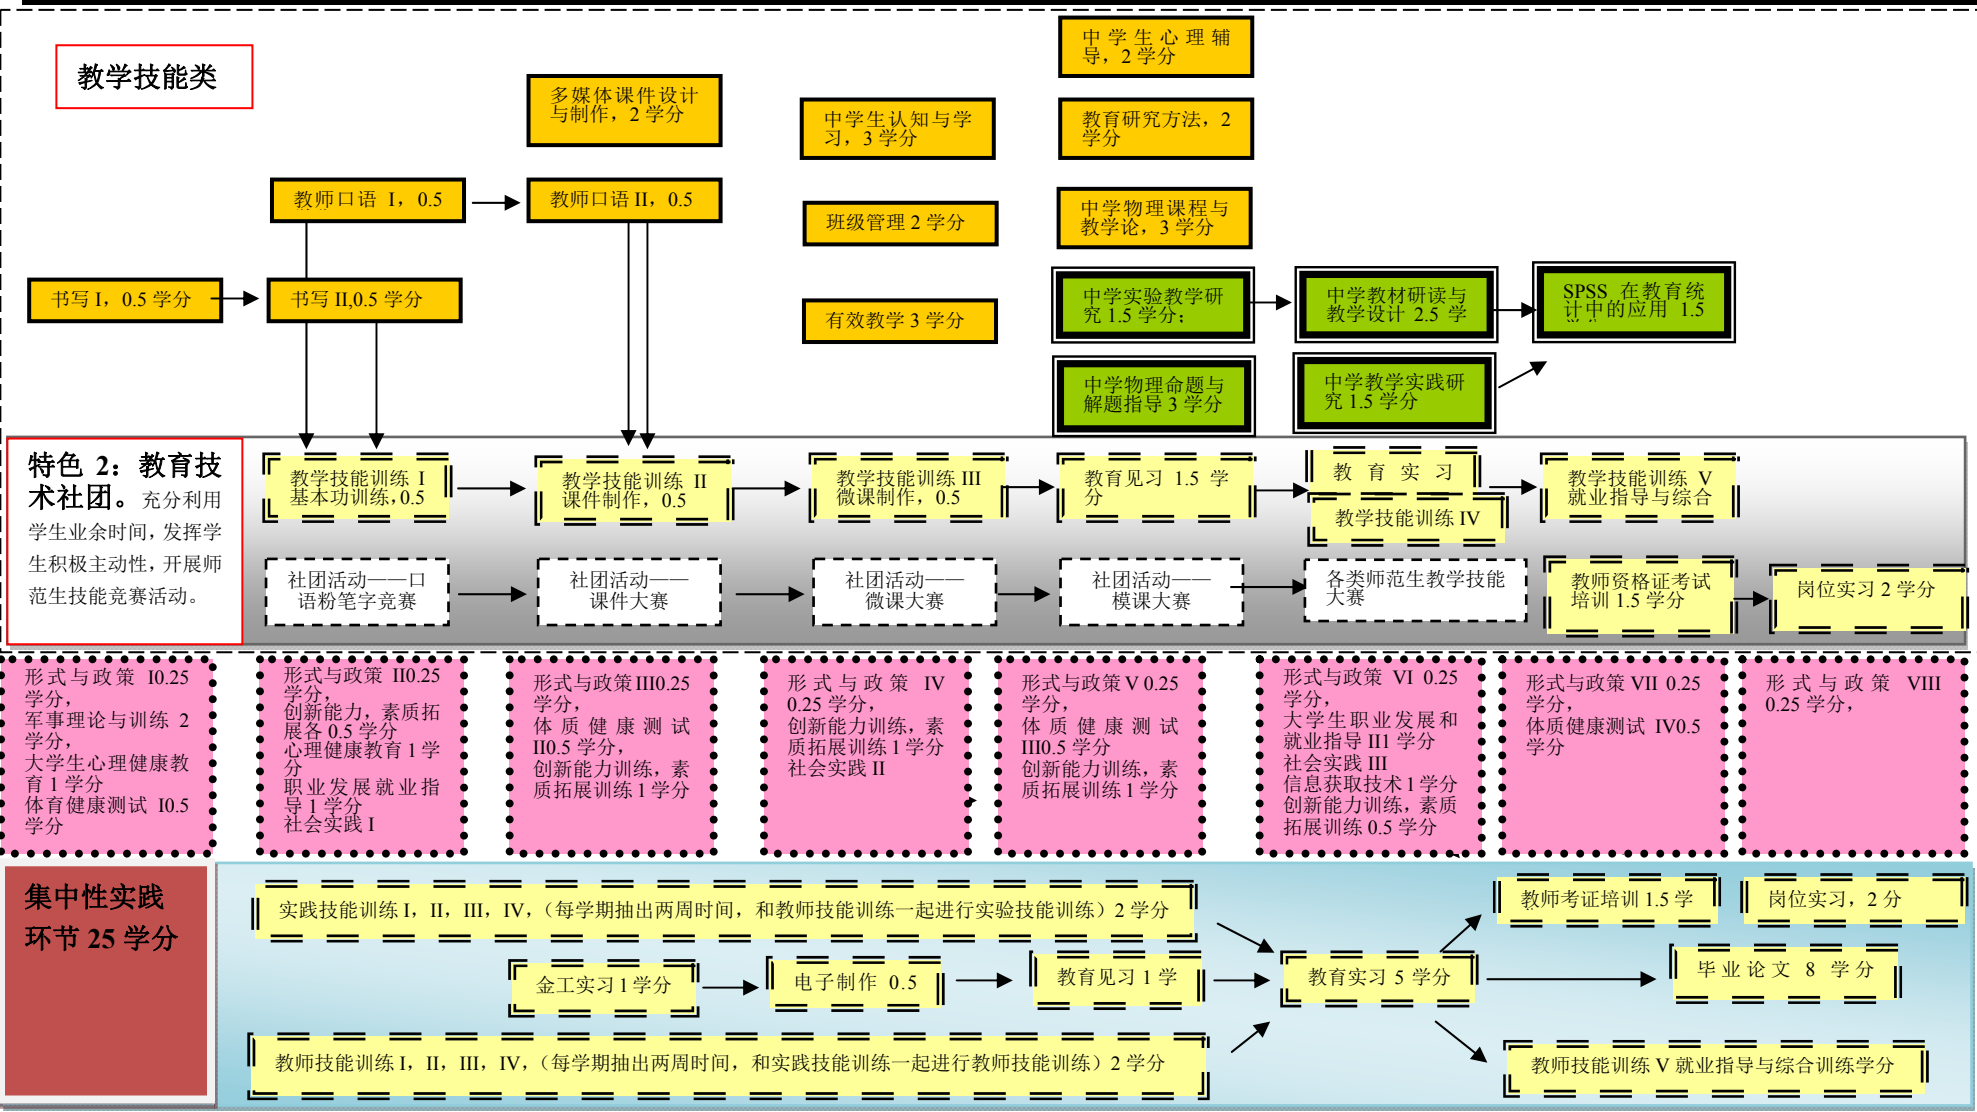 教学技能类
中 学 生 心 理 辅
导，2 学分
多媒体课件设计
与制作，2 学分
中学生认知与学
习，3 学分
教育研究方法，2
学分
教师口语 I，0.5
教师口语 II，0.5
班级管理 2 学分
中学物理课程与
教学论，3 学分
书写 I，0.5 学分
书写 II,0.5 学分
有效教学 3 学分
中学实验教学研
究 1.5 学分；
中学教材研读与
教学设计 2.5 学
SPSS 在教育统
计中的应用 1.5
中学物理命题与
解题指导 3 学分
中学教学实践研
究 1.5 学分
特色 2：教育技
术社团。充分利用
学生业余时间，发挥学
生积极主动性，开展师
范生技能竞赛活动。
教学技能训练 I
基本功训练,0.5
教学技能训练 II
课件制作，0.5
教学技能训练 III
微课制作，0.5
教育见习 1.5 学
分
教 育 实 习
教学技能训练 IV
教学技能训练 V
就业指导与综合
社团活动——口
语粉笔字竞赛
社团活动——
课件大赛
社团活动——
微课大赛
社团活动——
模课大赛
各类师范生教学技能
大赛
教师资格证考试
培训 1.5 学分
岗位实习 2 学分
形式与政策 I0.25
学分，
军事理论与训练 2
学分，
大学生心理健康教
育 1 学分
体育健康测试 I0.5
学分
形式与政策 II0.25
学分，
创新能力，素质拓
展各 0.5 学分
心理健康教育 1 学
分
职业发展就业指
导 1 学分
社会实践 I
形式与政策 III0.25
学分，
体质健康测试
II0.5 学分，
创新能力训练，素
质拓展训练 1 学分
形式与政策 IV
0.25 学分，
创新能力训练，素
质拓展训练 1 学分
社会实践 II
形式与政策 V 0.25
学分，
体质健康测试
III0.5 学分
创新能力训练，素
质拓展训练 1 学分
形式与政策 VI 0.25
学分，
大学生职业发展和
就业指导 II1 学分
社会实践 III
信息获取技术 1 学分
创新能力训练，素质
拓展训练 0.5 学分
形式与政策 VII 0.25
学分，
体质健康测试 IV0.5
学分
形式与政策 VIII
0.25 学分，
集中性实践
环节 25 学分
实践技能训练 I，II，III，IV，（每学期抽出两周时间，和教师技能训练一起进行实验技能训练）2 学分
教师考证培训 1.5 学
岗位实习，2 分
金工实习 1 学分
电子制作 0.5
教育见习 1 学
教育实习 5 学分
毕业论文 8 学分
教师技能训练 I，II，III，IV，（每学期抽出两周时间，和实践技能训练一起进行教师技能训练）2 学分
教师技能训练 V 就业指导与综合训练学分